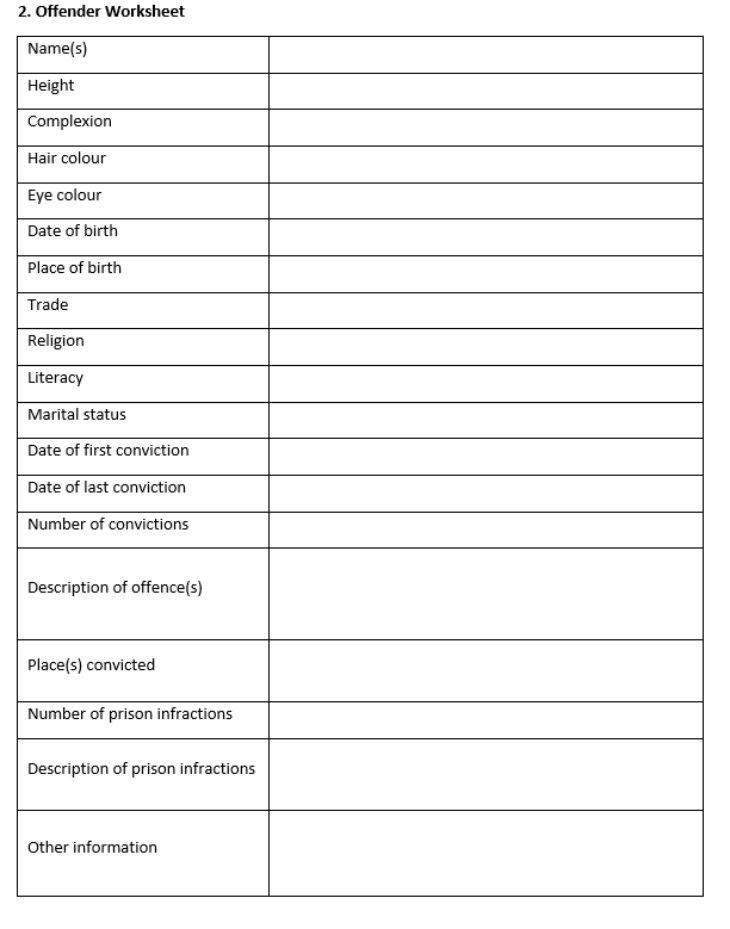 2. Offender Worksheet
Name(s)
Height
Complexion
Hair colour
Eye colour
Date of birth
Place of birth
Trade
Religion
Literacy
Marital status
Date of first conviction
Date of last conviction
Number of convictions
Description of offence(s)
Place(s) convicted
Number of prison infractions
Description of prison infractions
Other information